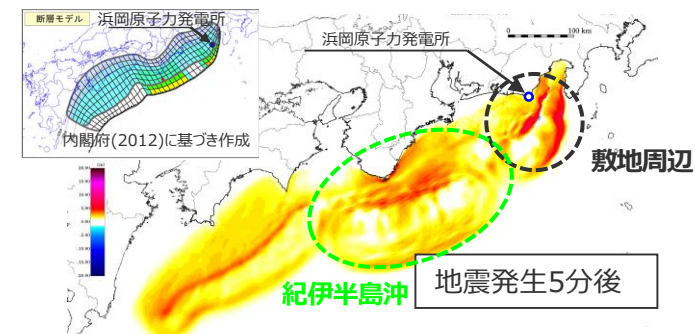 断層モデル
浜岡原子力発電所
内閣府(2012)に基づき作成
浜岡原子力発電所
0 100 km
敷地周辺
紀伊半島沖
地震発生5分後
(m)
20.00